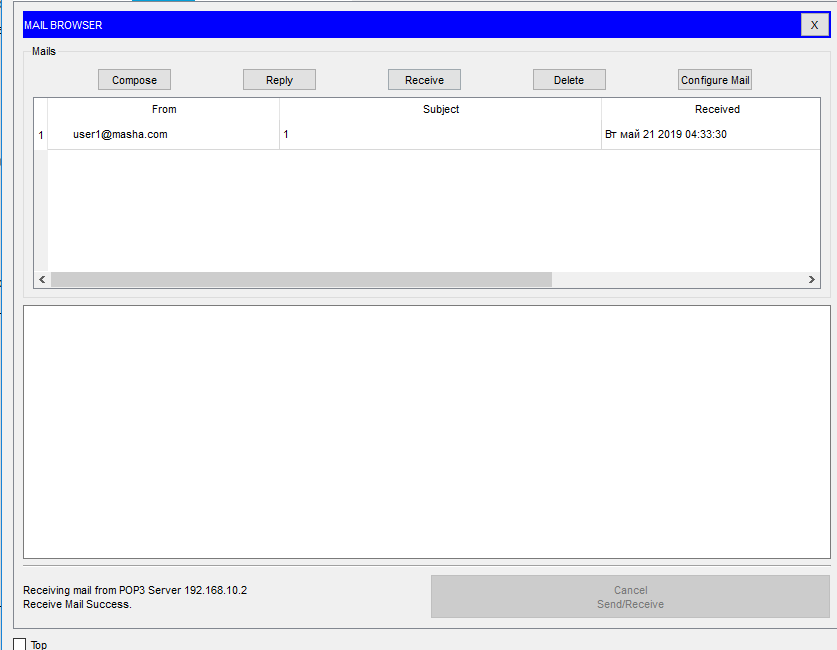 MAIL BROWSER
X
Mails
Compose Reply Receive Delete Configure Mail
From Subject Received
1 user1@masha.com 1 Вт май 21 2019 04:33:30
Receiving mail from POP3 Server 192.168.10.2
Receive Mail Success.
Cancel
Send/Receive
Top